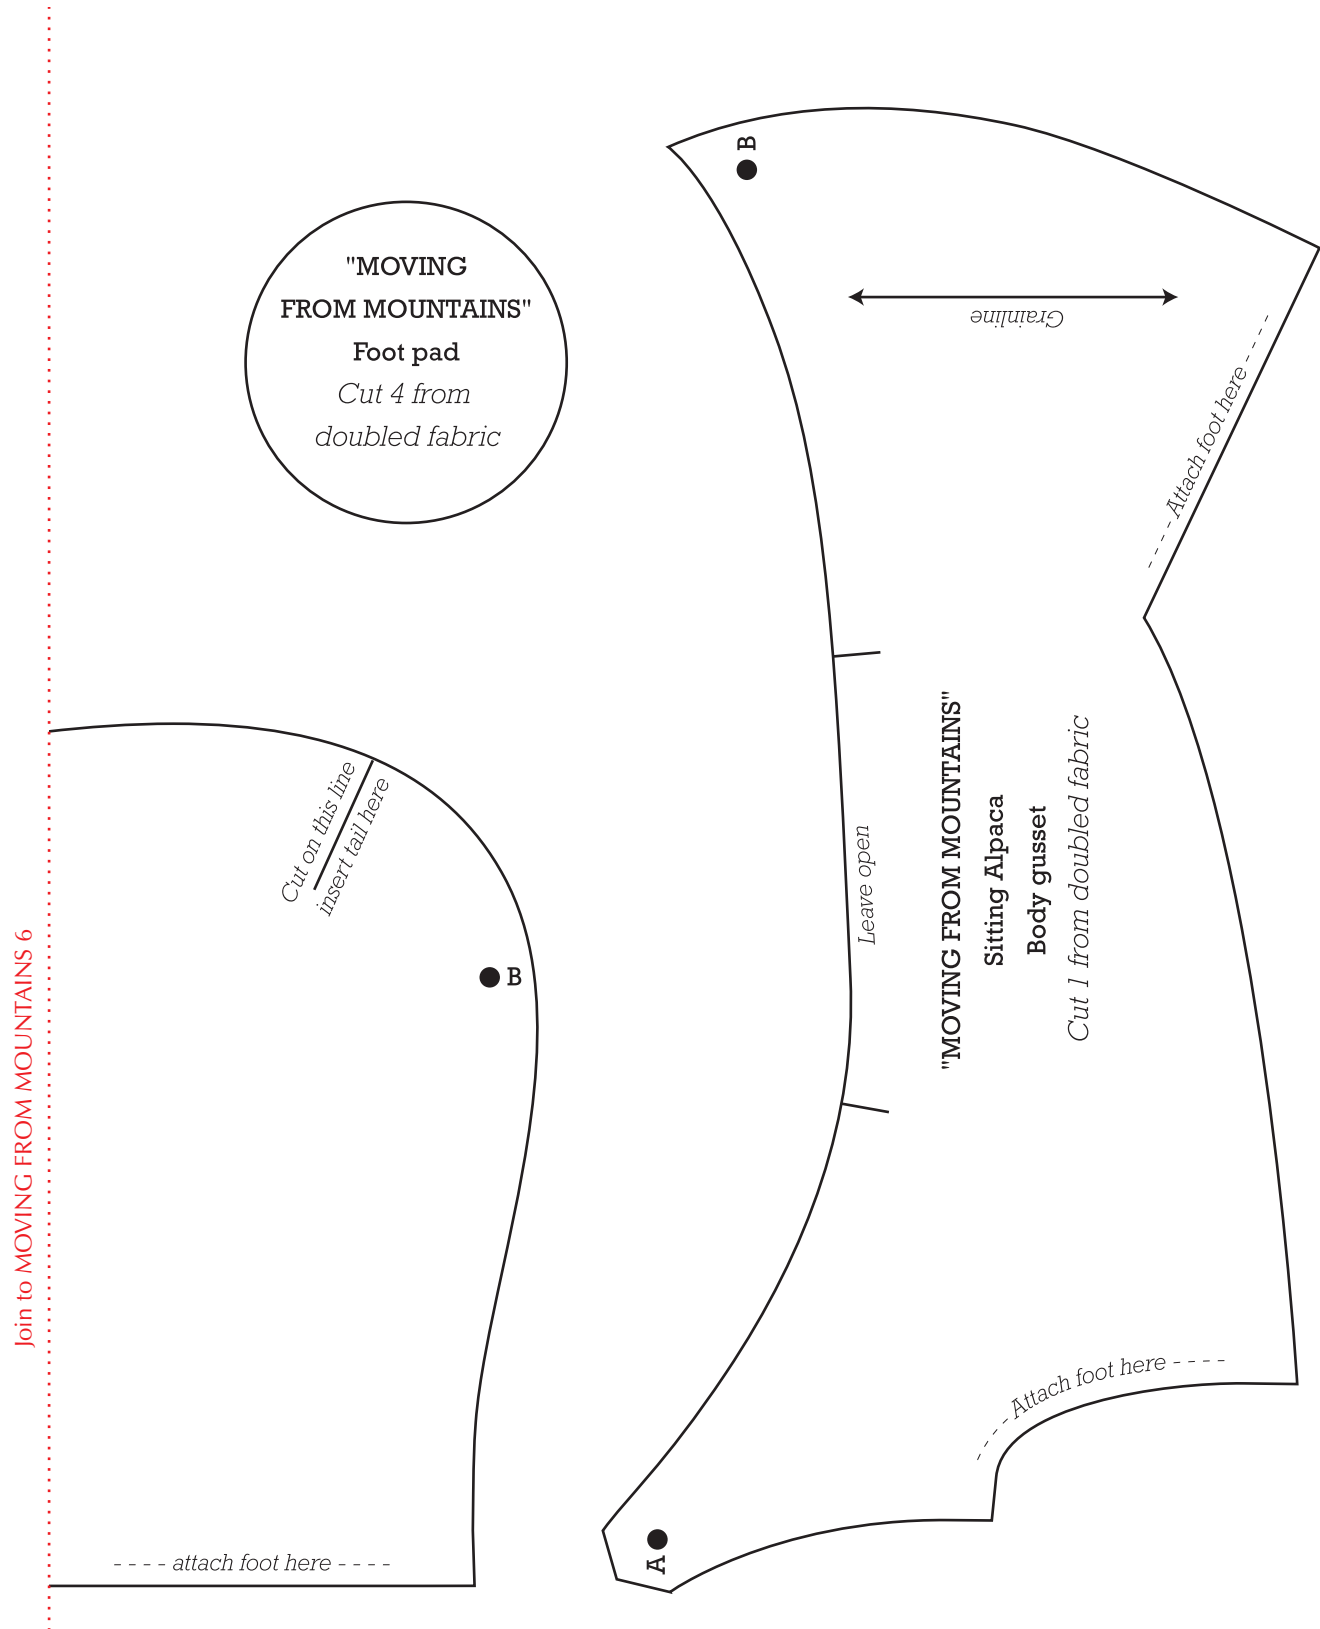 "MOVING
FROM MOUNTAINS"
Foot pad
Cut 4 from
doubled fabric
B
Grainline
---- Attach foot here ----
"MOVING FROM MOUNTAINS"
Sitting Alpaca
Body gusset
Cut 1 from doubled fabric
Leave open
Cut on this line
insert tail here
B
Join to MOVING FROM MOUNTAINS 6
---- Attach foot here ----
A
---- attach foot here ----